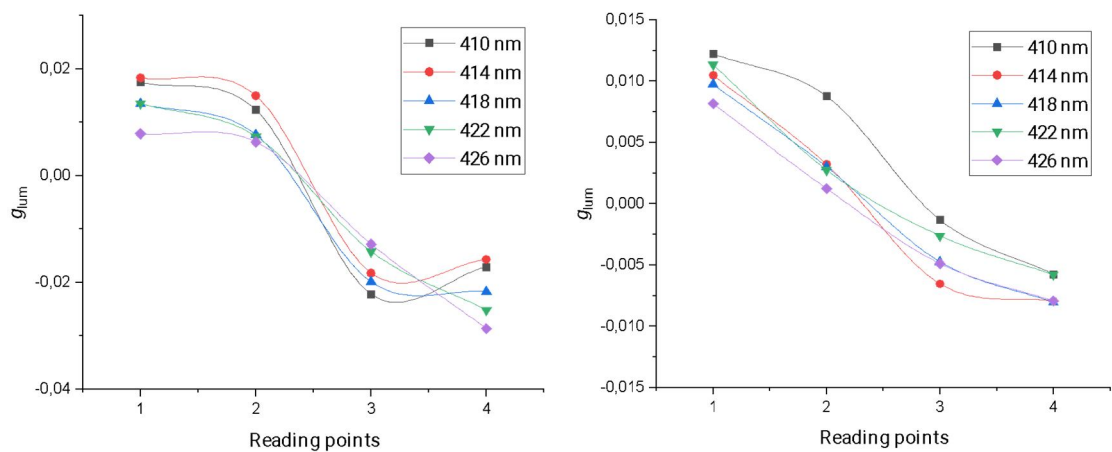 410 nm
414 nm
418 nm
422 nm
426 nm
0,02
0,00
-0,02
-0,04
g lum
1 2 3 4
Reading points
0,015
0,010
0,005
0,000
-0,005
-0,010
-0,015
g lum
410 nm
414 nm
418 nm
422 nm
426 nm
1 2 3 4
Reading points